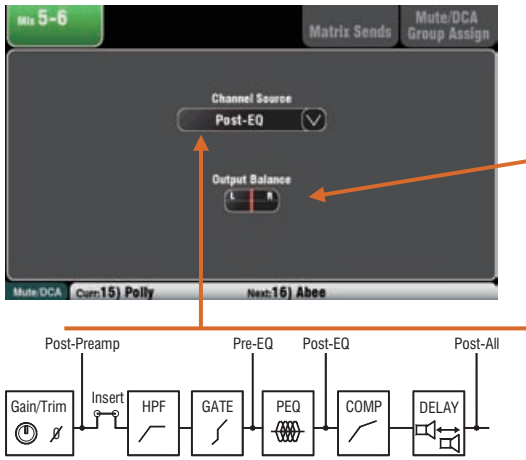 Mix 5-6
Matrix Sends
Mute/DCA
Group Assign
Channel Source
Post-EQ
Output Balance
L R
Mute/DCA Curr: 15) Polly Next: 16) Abee
Post-Preamp Pre-EQ Post-EQ Post-All
Gain/Trim Insert HPF GATE PEQ COMP DELAY